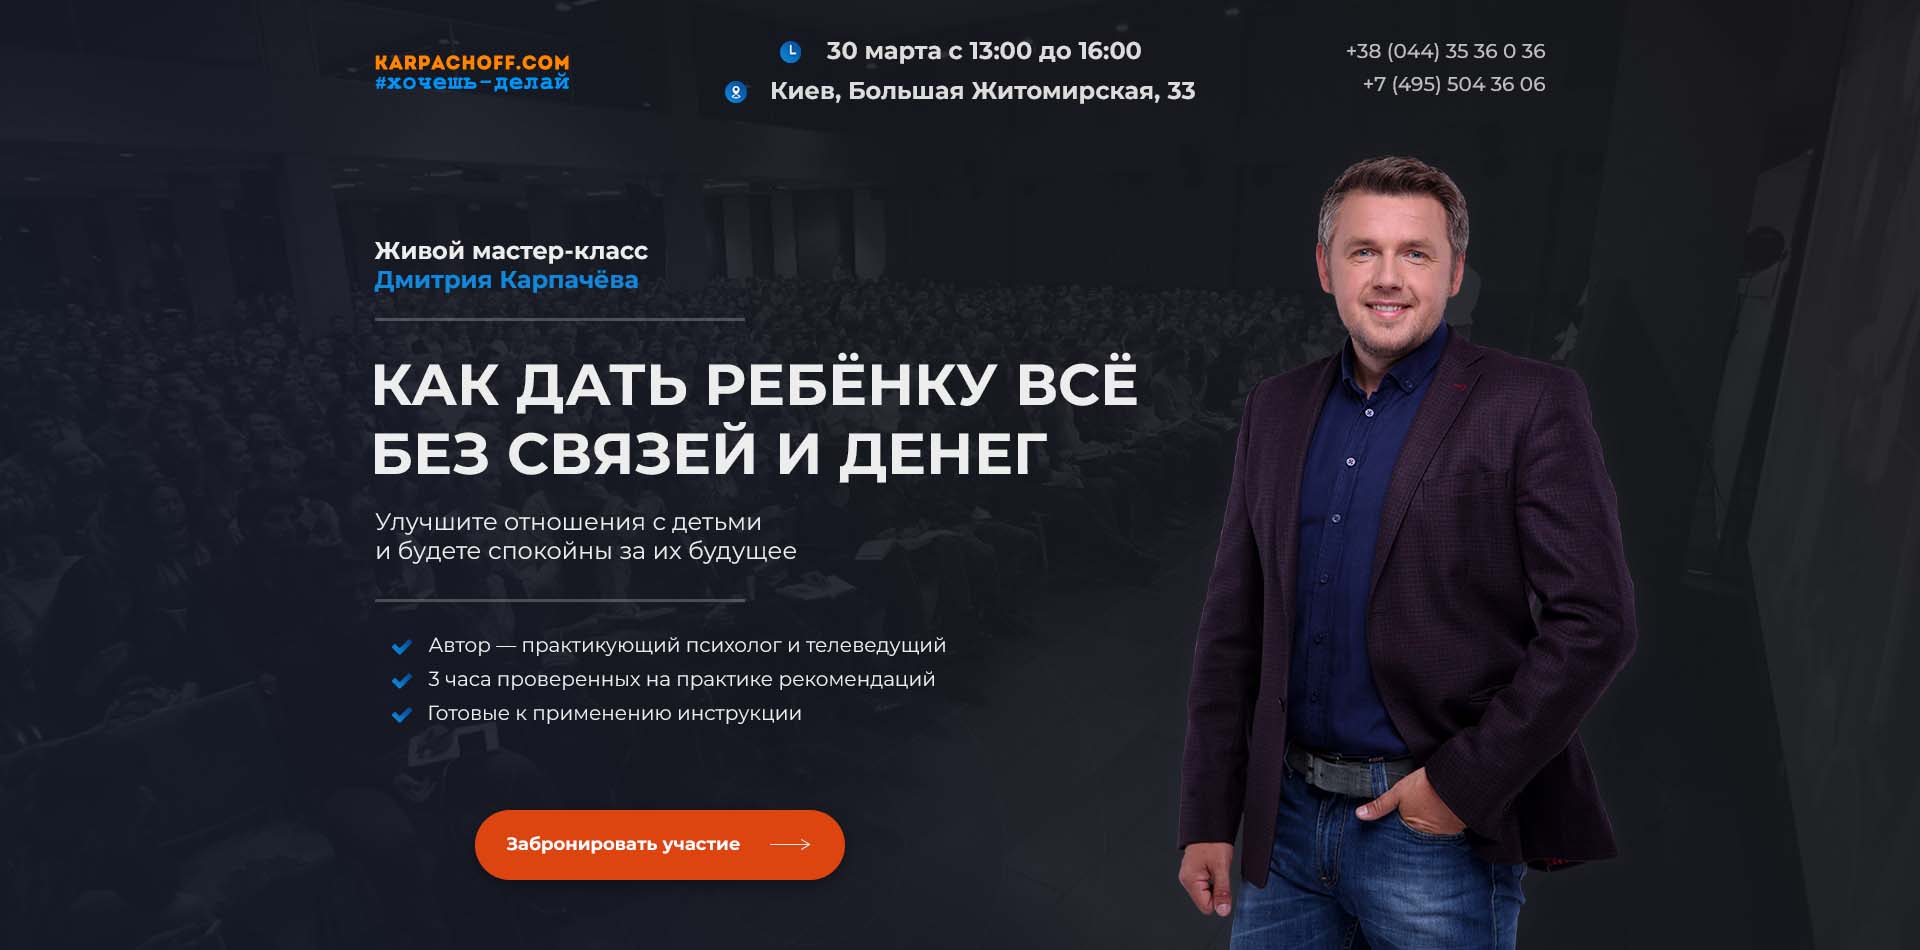 KARPACHOFF.COM
#хочешь-делай
30 марта с 13:00 до 16:00
Киев, Большая Житомирская, 33
+38 (044) 35 36 0 36
+7 (495) 504 36 06
Живой мастер-класс
Дмитрия Карпачёва
КАК ДАТЬ РЕБЁНКУ ВСЁ
БЕЗ СВЯЗЕЙ И ДЕНЕГ
Улучшите отношения с детьми
и будете спокойны за их будущее
Автор — практикующий психолог и телеведущий
3 часа проверенных на практике рекомендаций
Готовые к применению инструкции
Забронировать участие